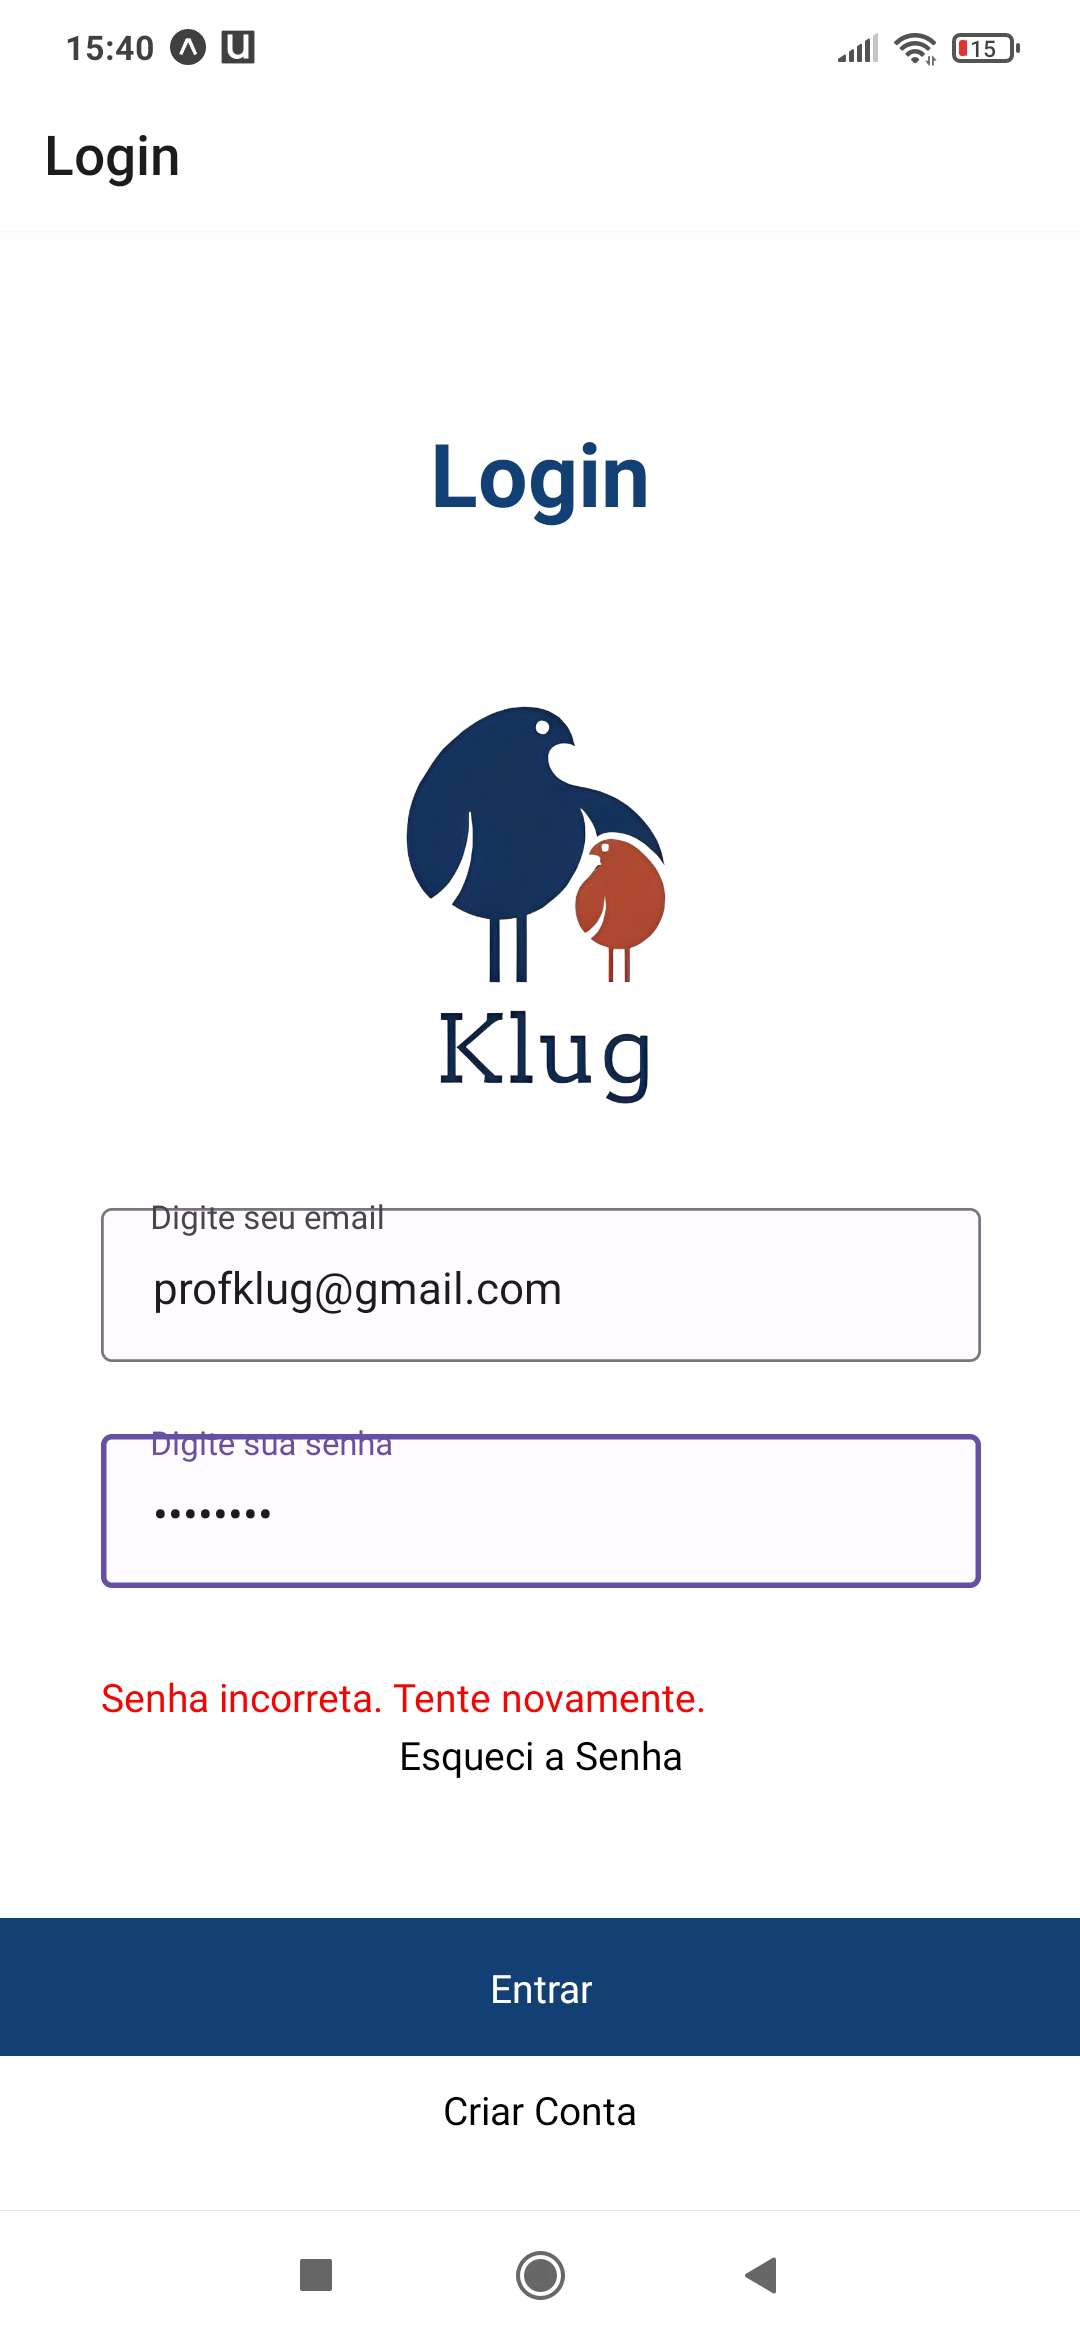 15:40
15
Login
Login
Klug
Digite seu email
profklug@gmail.com
Digite sua senha
••••••••
Senha incorreta. Tente novamente.
Esqueci a Senha
Entrar
Criar Conta